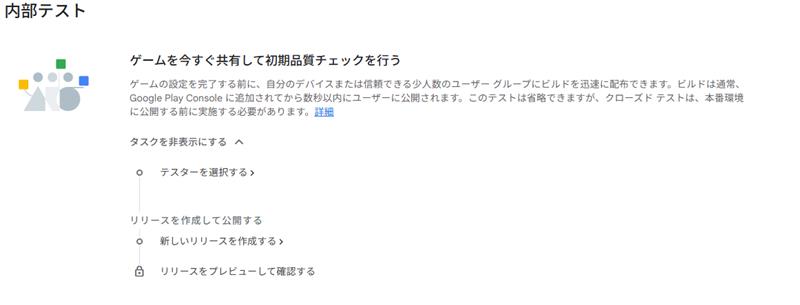 内部テスト
ゲームを今すぐ共有して初期品質チェックを行う
ゲームの設定を完了する前に、自分のデバイスまたは信頼できる少人数のユーザー グループにビルドを迅速に配布できます。ビルドは通常、
Google Play Console に追加されてから数秒以内にユーザーに公開されます。このテストは省略できますが、クローズド テストは、本番環境
に公開する前に実施する必要があります。詳細
タスクを非表示にする
テスターを選択する
リリースを作成して公開する
新しいリリースを作成する
リリースをプレビューして確認する